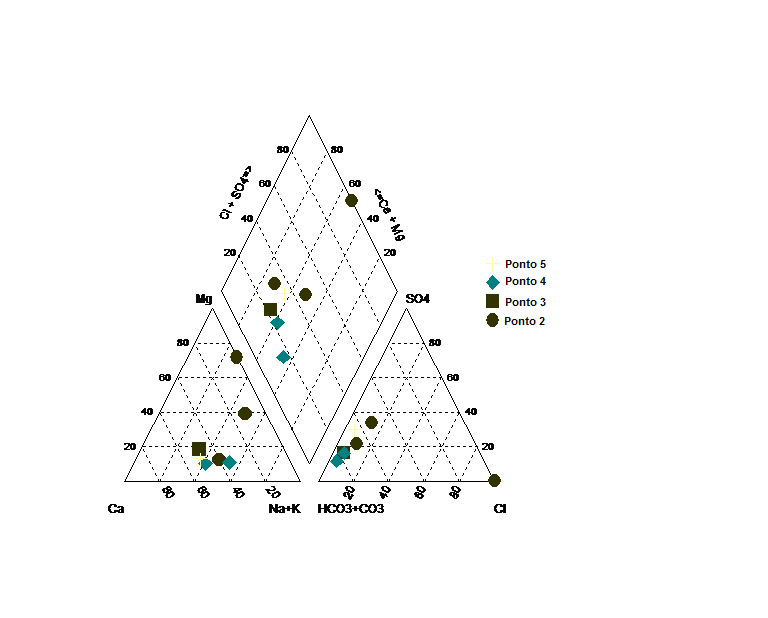 80 80
60 60
Cl + SO4=>
<=Ca + Mg
40 40
20 20
Mg SO4
80 80
60 60
40 40
20 20
80 60 40 20
20 40 60 80
Ca Na+K HCO3+CO3 Cl
Ponto 5
Ponto 4
Ponto 3
Ponto 2